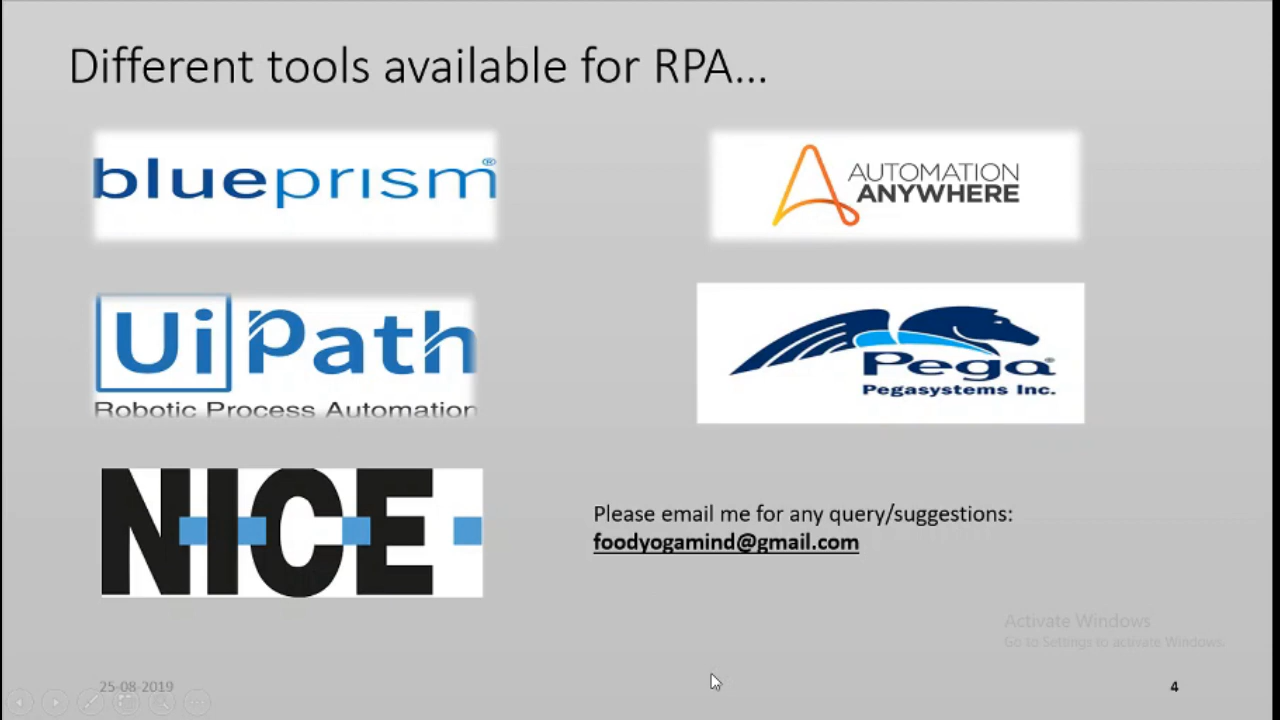 Different tools available for RPA...
blueprism®
AUTOMATION
ANYWHERE
UiPath
Robotic Process Automation
Pega®
Pegasystems Inc.
NICE
Please email me for any query/suggestions:
foodyogamind@gmail.com
Activate Windows
Go to Settings to activate Windows.
25-08-2019
4